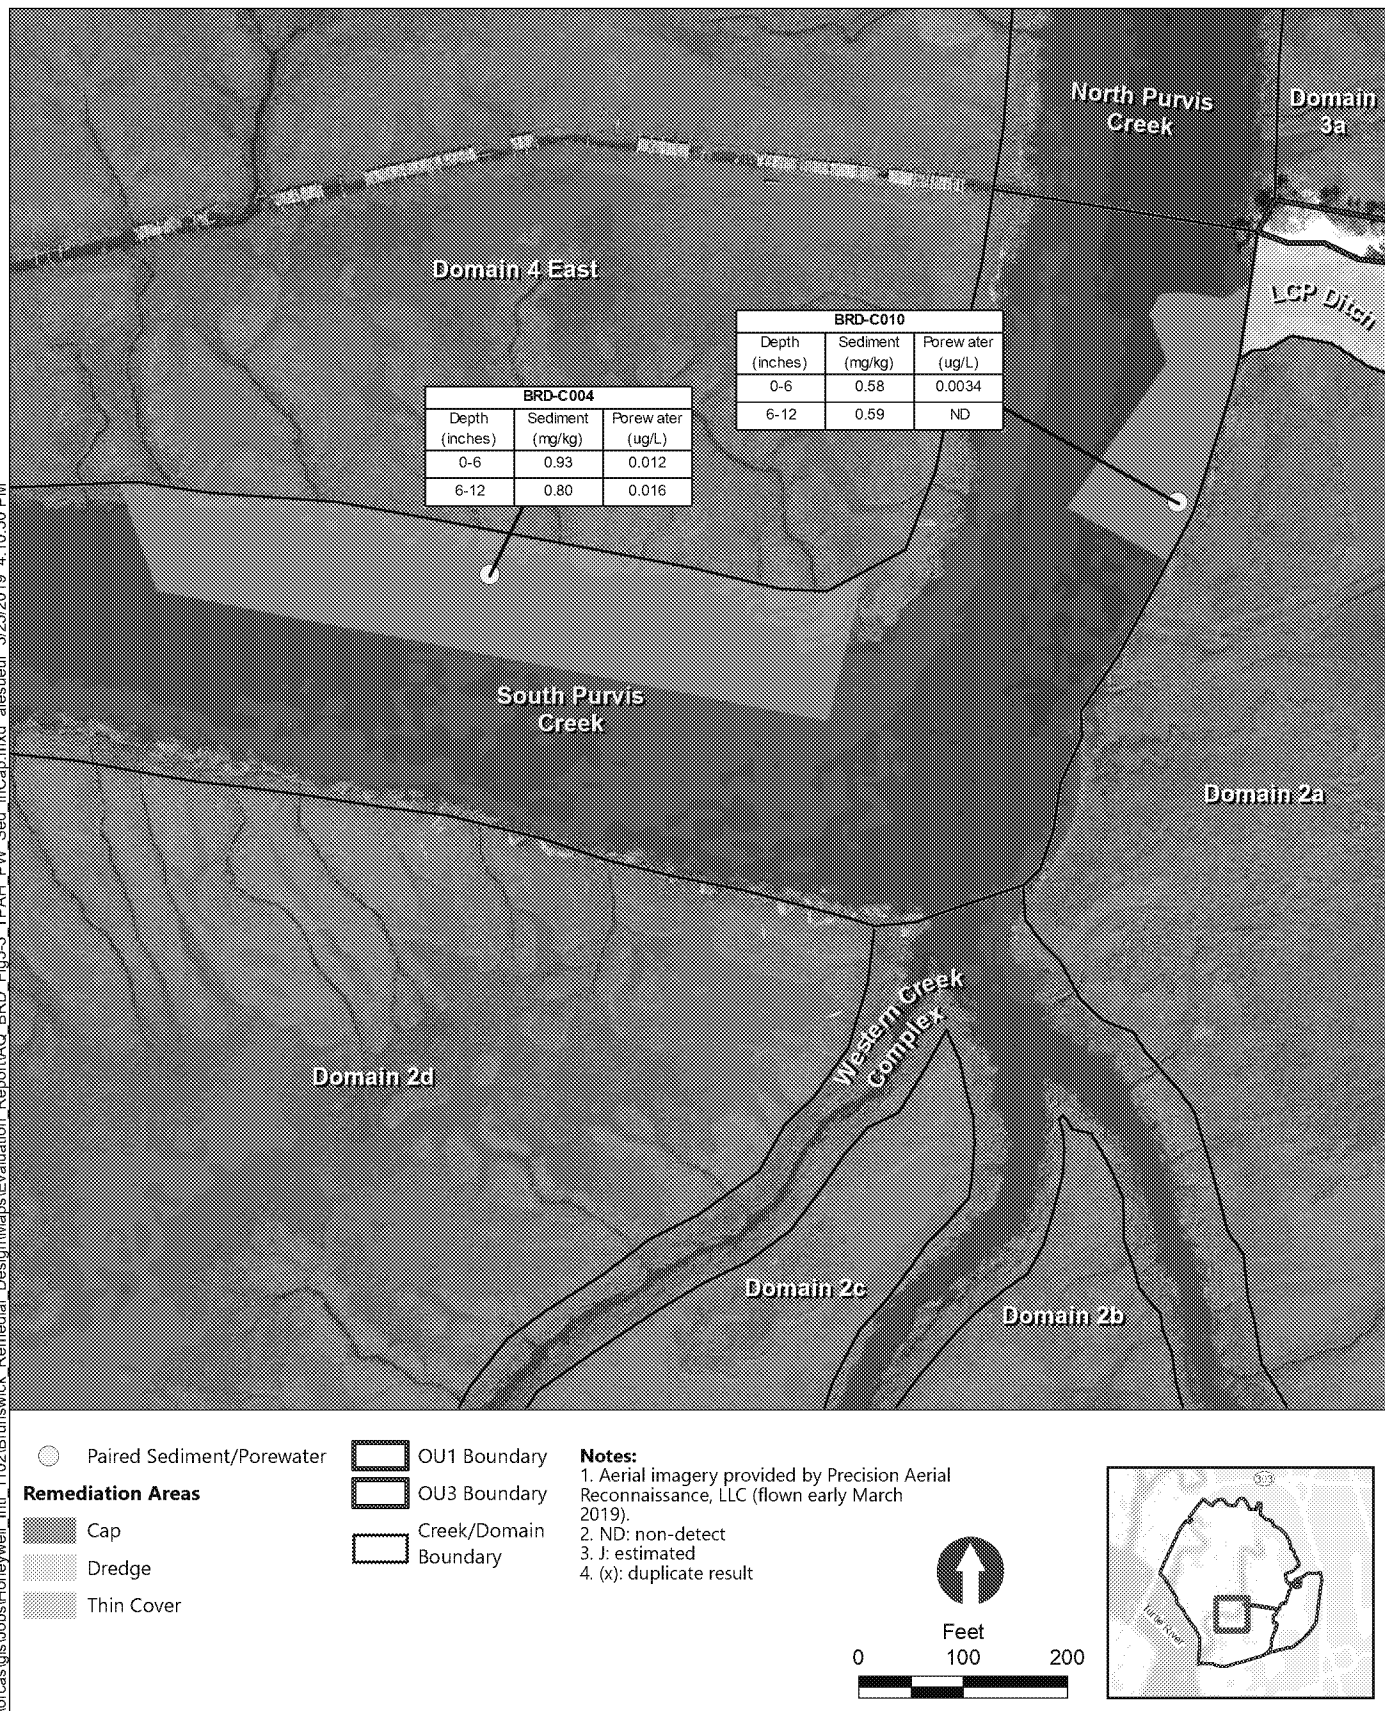 North Purvis
Creek
Domain
3a
Domain 4 East
LCP Ditch
BRD-C010
Depth
(inches)
Sediment
(mg/kg)
Porewater
(ug/L)
0-6 0.58 0.0034
6-12 0.59 ND
BRD-C004
Depth
(inches)
Sediment
(mg/kg)
Porewater
(ug/L)
0-6 0.93 0.012
6-12 0.80 0.016
South Purvis
Creek
Domain 2a
Western Creek
Complex
Domain 2d
Domain 2c
Domain 2b
Paired Sediment/Porewater
Remediation Areas
Cap
Dredge
Thin Cover
OU1 Boundary
OU3 Boundary
Creek/Domain
Boundary
Notes:
1. Aerial imagery provided by Precision Aerial
Reconnaissance, LLC (flown early March
2019).
2. ND: non-detect
3. J: estimated
4. (x): duplicate result
Feet
0 100 200
Turtle River